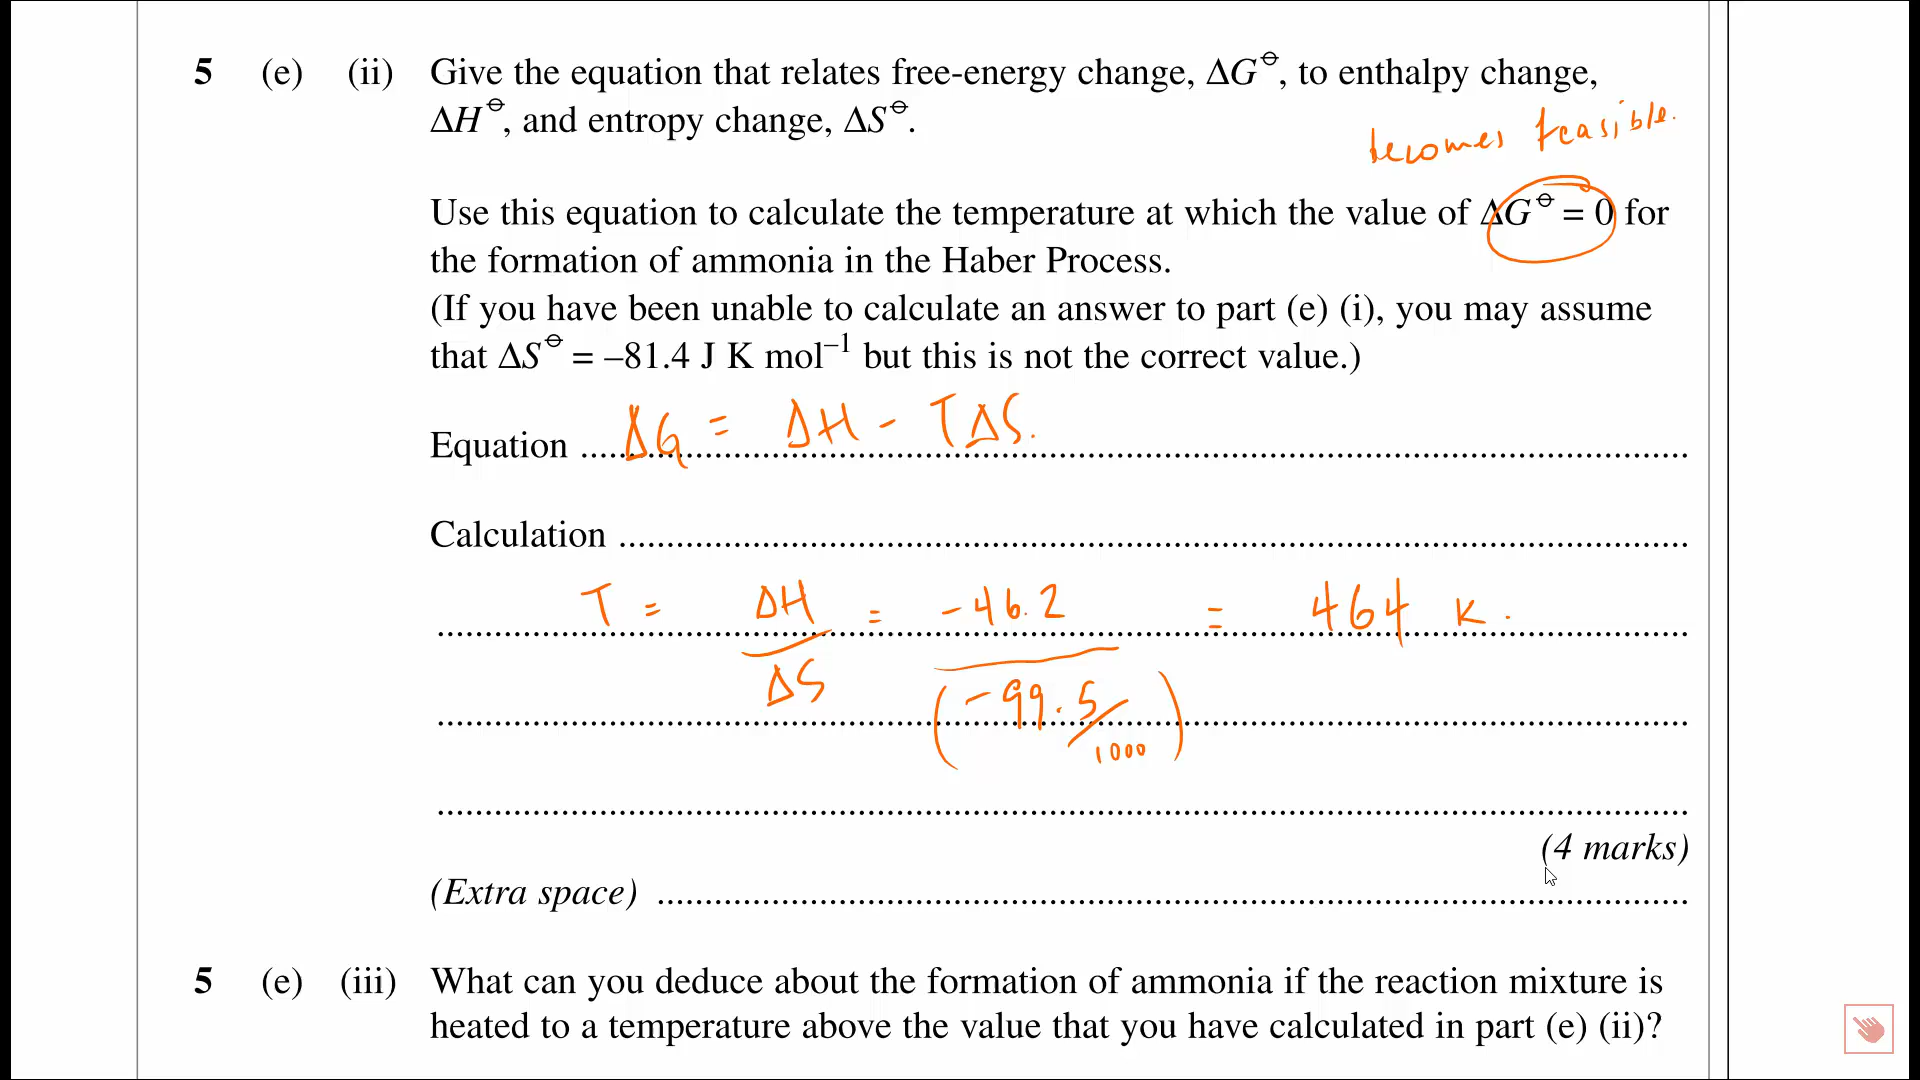 5 (e) (ii) Give the equation that relates free-energy change, ΔG⦵, to enthalpy change,
ΔH⦵, and entropy change, ΔS⦵.
becomes feasible.
Use this equation to calculate the temperature at which the value of ΔG⦵ = 0 for
the formation of ammonia in the Haber Process.
(If you have been unable to calculate an answer to part (e) (i), you may assume
that ΔS⦵ = –81.4 J K mol⁻¹ but this is not the correct value.)
Equation ΔG = ΔH - TΔS.
Calculation
T = ΔH/ΔS = -46.2/(-99.5/1000) = 464 K.
(4 marks)
(Extra space)
5 (e) (iii) What can you deduce about the formation of ammonia if the reaction mixture is
heated to a temperature above the value that you have calculated in part (e) (ii)?